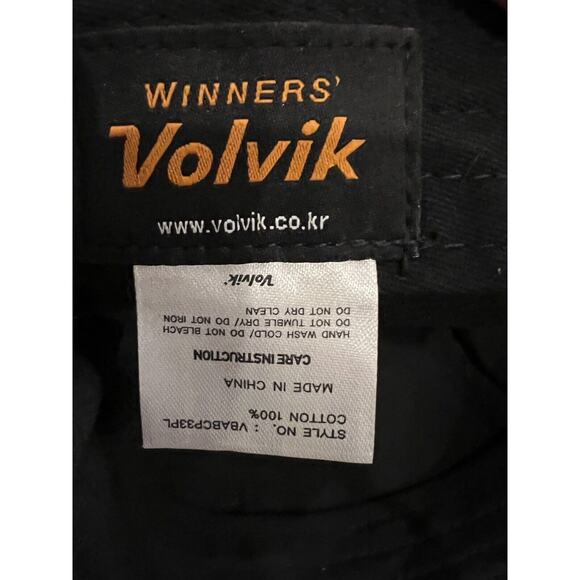 WINNERS'
Volvik
www.volvik.co.kr
STYLE NO. : VBABCP33PL
COTTON 100%
MADE IN CHINA
CARE INSTRUCTION
HAND WASH COLD/ DO NOT BLEACH
DO NOT TUMBLE DRY/ DO NOT IRON
DO NOT DRY CLEAN
Volvik